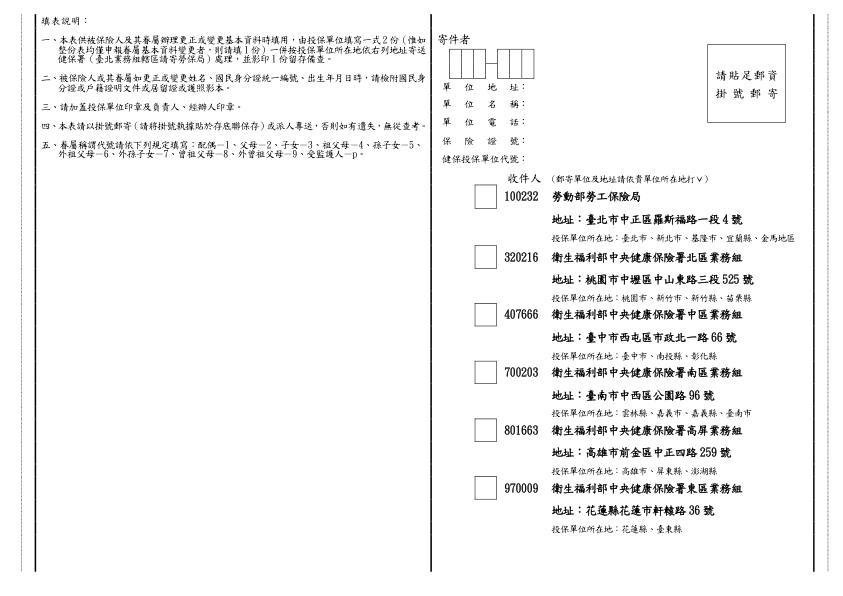 填表說明：
一、本表供被保險人及其眷屬辦理更正或變更基本資料時填用，由投保單位填寫一式2份（惟如
整份表均僅申報眷屬基本資料變更者，則請填1份）一併按投保單位所在地依右列地址寄送
健保署（臺北業務組轄區請寄勞保局）處理，並影印1份留存備查。
二、被保險人或其眷屬如更正或變更姓名、國民身分證統一編號、出生年月日時，請檢附國民身
分證或戶籍證明文件或居留證或護照影本。
三、請加蓋投保單位印章及負責人、經辦人印章。
四、本表請以掛號郵寄（請將掛號執據貼於存底聯保存）或派人專送，否則如有遺失，無從查考。
五、眷屬稱謂代號請依下列規定填寫：配偶—1、父母—2、子女—3、祖父母—4、孫子女—5、
外祖父母—6、外孫子女—7、曾祖父母—8、外曾祖父母—9、受監護人—p。
寄件者
請貼足郵資
掛號郵寄
單位地址：
單位名稱：
單位電話：
保險證號：
健保投保單位代號：
收件人（郵寄單位及地址請依貴單位所在地打∨）
100232 勞動部勞工保險局
地址：臺北市中正區羅斯福路一段4號
投保單位所在地：臺北市、新北市、基隆市、宜蘭縣、金馬地區
320216 衛生福利部中央健康保險署北區業務組
地址：桃園市中壢區中山東路三段525號
投保單位所在地：桃園市、新竹市、新竹縣、苗栗縣
407666 衛生福利部中央健康保險署中區業務組
地址：臺中市西屯區市政北一路66號
投保單位所在地：臺中市、南投縣、彰化縣
700203 衛生福利部中央健康保險署南區業務組
地址：臺南市中西區公園路96號
投保單位所在地：雲林縣、嘉義市、嘉義縣、臺南市
801663 衛生福利部中央健康保險署高屏業務組
地址：高雄市前金區中正四路259號
投保單位所在地：高雄市、屏東縣、澎湖縣
970009 衛生福利部中央健康保險署東區業務組
地址：花蓮縣花蓮市軒轅路36號
投保單位所在地：花蓮縣、臺東縣